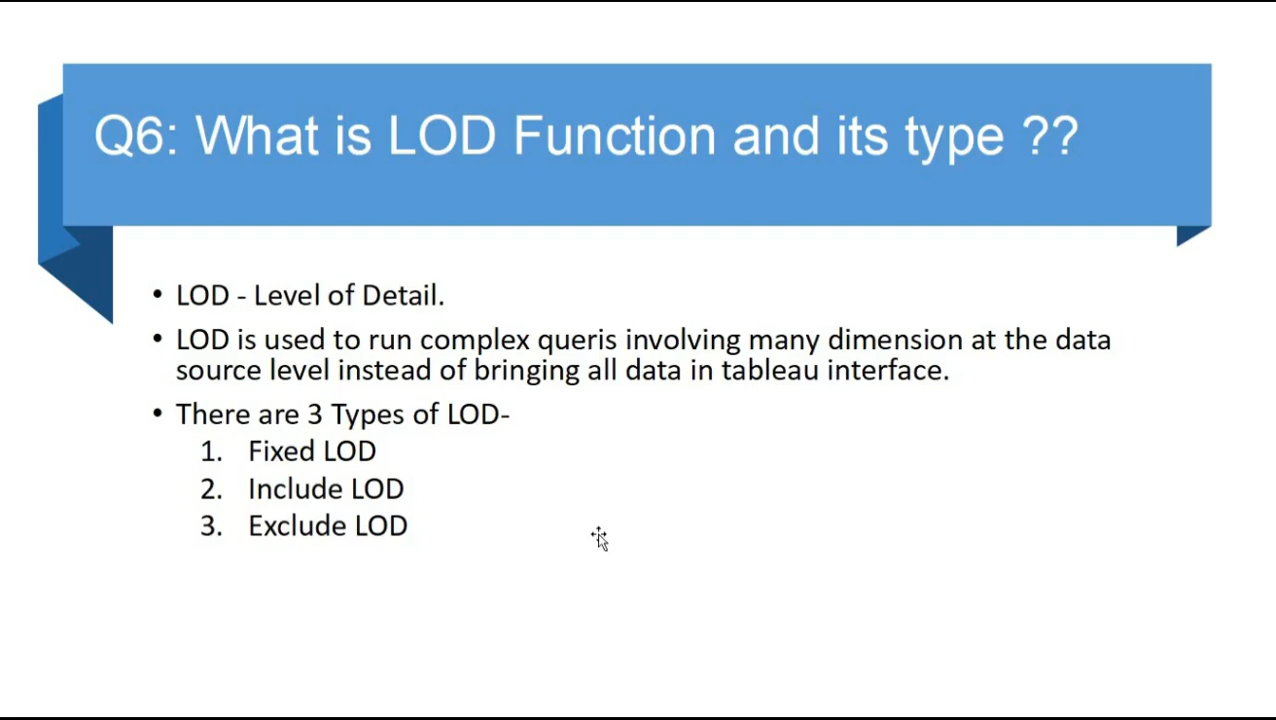 Q6: What is LOD Function and its type ??
• LOD - Level of Detail.
• LOD is used to run complex queris involving many dimension at the data
source level instead of bringing all data in tableau interface.
• There are 3 Types of LOD-
1. Fixed LOD
2. Include LOD
3. Exclude LOD